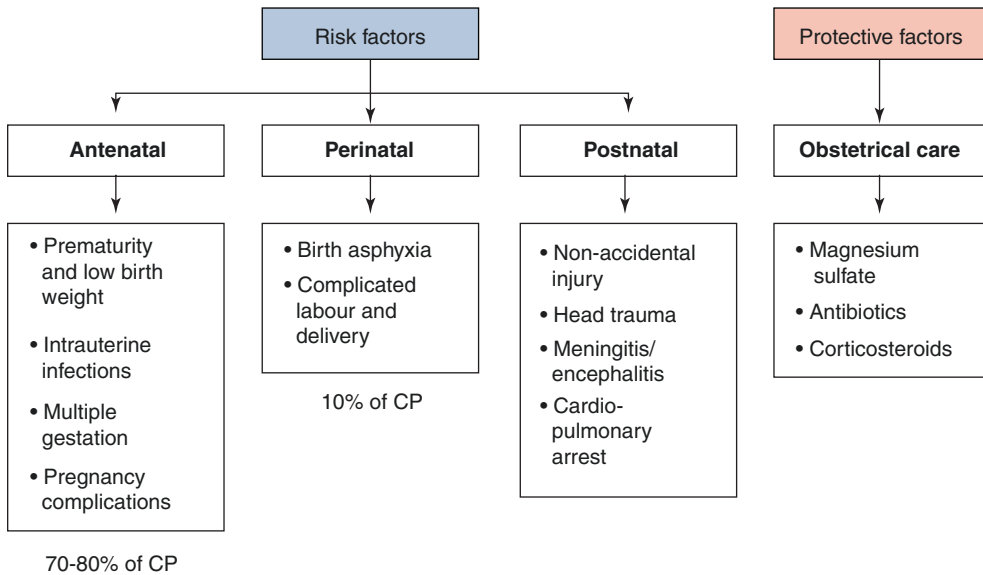 Risk factors
Protective factors
Antenatal
Perinatal
Postnatal
Obstetrical care
• Prematurity
and low birth
weight
• Intrauterine
infections
• Multiple
gestation
• Pregnancy
complications
70-80% of CP
• Birth asphyxia
• Complicated
labour and
delivery
10% of CP
• Non-accidental
injury
• Head trauma
• Meningitis/
encephalitis
• Cardio-
pulmonary
arrest
• Magnesium
sulfate
• Antibiotics
• Corticosteroids